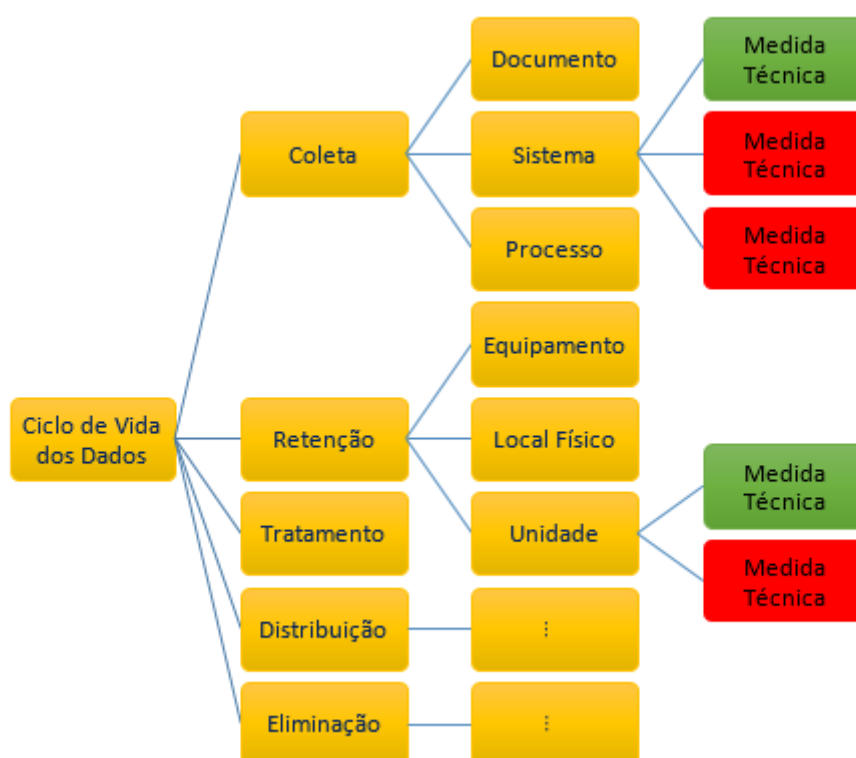 Documento
Medida
Técnica
Coleta
Sistema
Medida
Técnica
Processo
Medida
Técnica
Equipamento
Ciclo de Vida
dos Dados
Retenção
Local Físico
Medida
Técnica
Tratamento
Unidade
Medida
Técnica
Distribuição
⋮
Eliminação
⋮